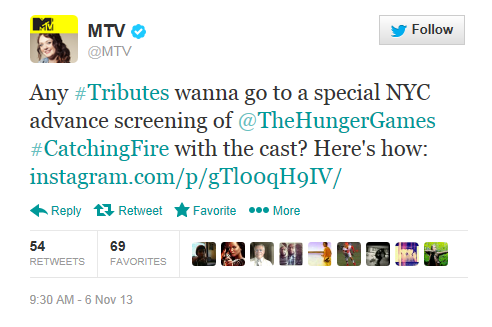 MTV
@MTV
Follow
Any #Tributes wanna go to a special NYC
advance screening of @TheHungerGames
#CatchingFire with the cast? Here's how:
instagram.com/p/gTl0oqH9IV/
Reply Retweet Favorite More
54
RETWEETS
69
FAVORITES
9:30 AM - 6 Nov 13